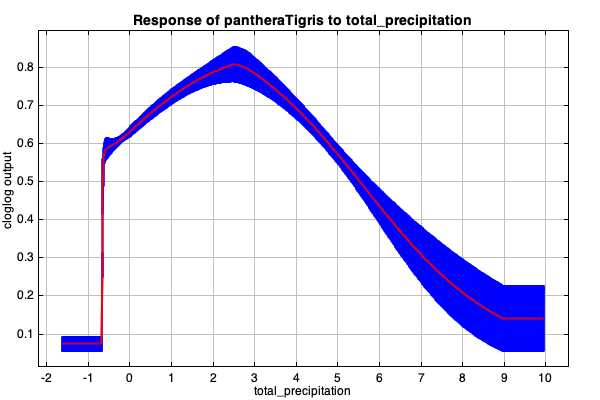 Response of pantheraTigris to total_precipitation
cloglog output
0.8
0.7
0.6
0.5
0.4
0.3
0.2
0.1
-2 -1 0 1 2 3 4 5 6 7 8 9 10
total_precipitation